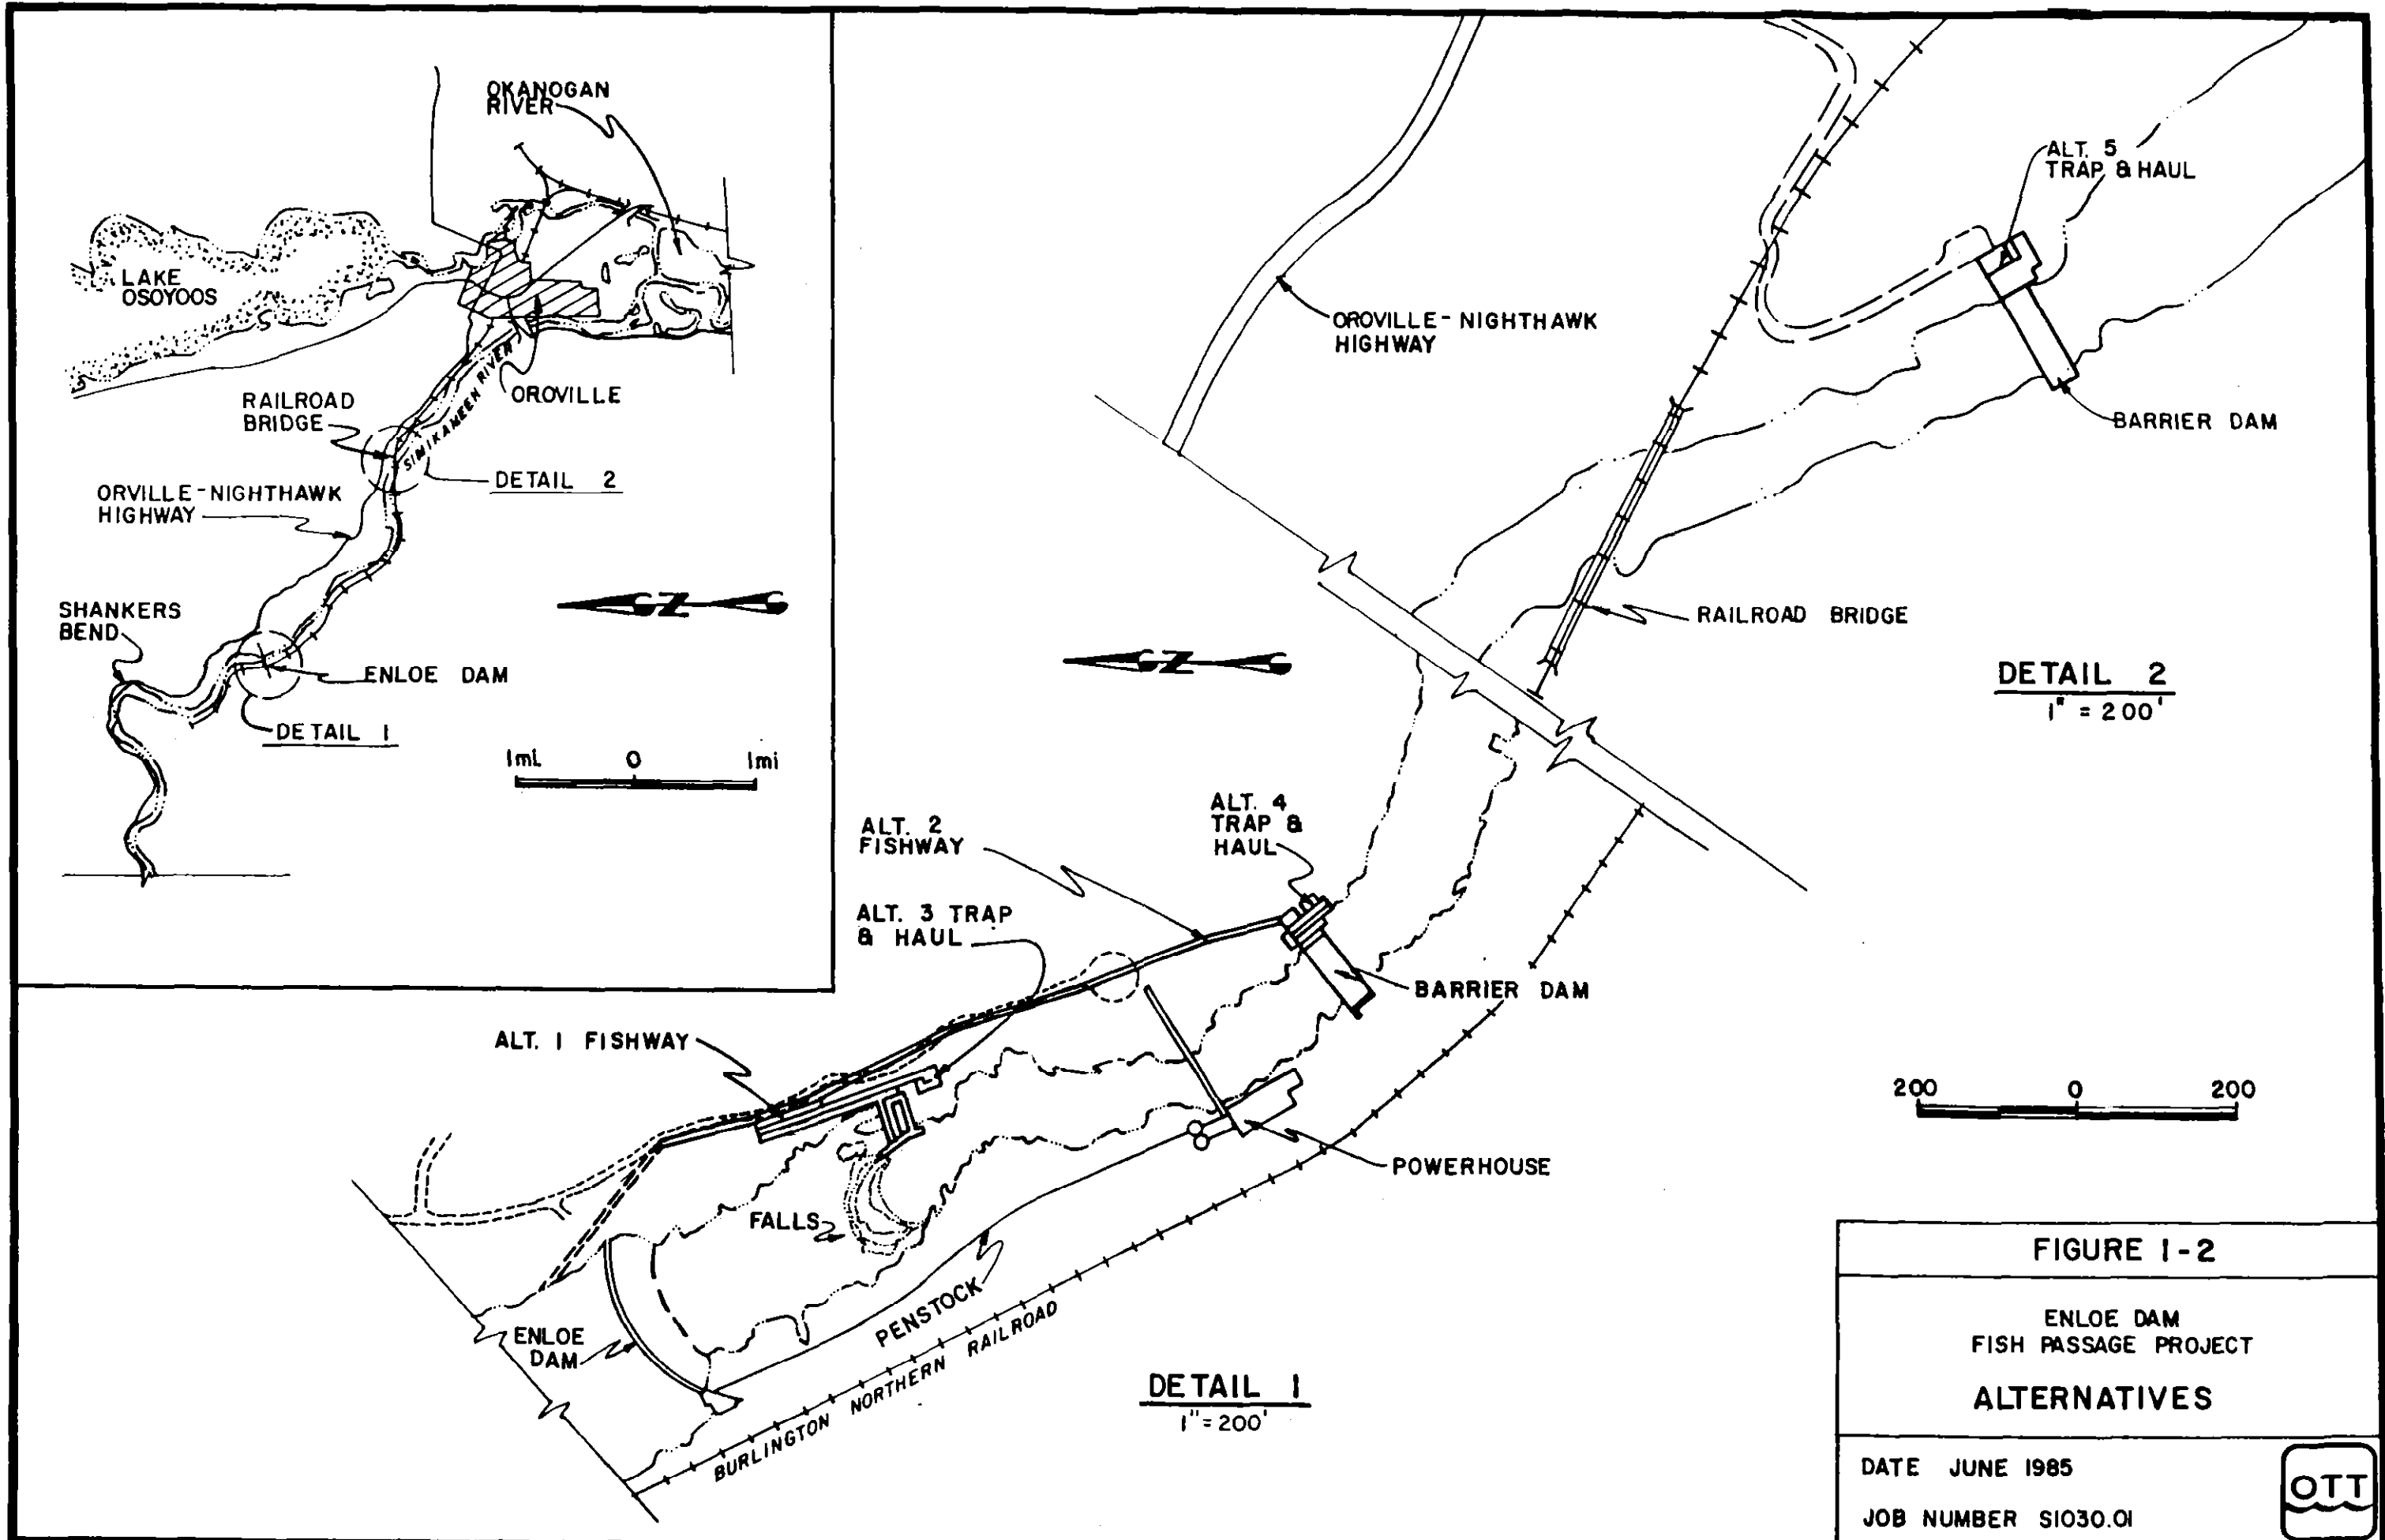 OKANOGAN
RIVER
LAKE
OSOYOOS
RAILROAD
BRIDGE
OROVILLE
SIMIKAMEEN RIVER
DETAIL 2
ORVILLE-NIGHTHAWK
HIGHWAY
SHANKERS
BEND
ENLOE DAM
DETAIL 1
N
1mi. 0 1mi
OROVILLE-NIGHTHAWK
HIGHWAY
ALT. 5
TRAP & HAUL
BARRIER DAM
RAILROAD BRIDGE
N
DETAIL 2
1" = 200'
ALT. 2
FISHWAY
ALT. 4
TRAP &
HAUL
ALT. 3 TRAP
& HAUL
BARRIER DAM
ALT. 1 FISHWAY
200 0 200
POWERHOUSE
FALLS
PENSTOCK
ENLOE
DAM
BURLINGTON NORTHERN RAILROAD
DETAIL 1
1"=200'
FIGURE 1-2
ENLOE DAM
FISH PASSAGE PROJECT
ALTERNATIVES
DATE JUNE 1985
JOB NUMBER S1030.01
OTT